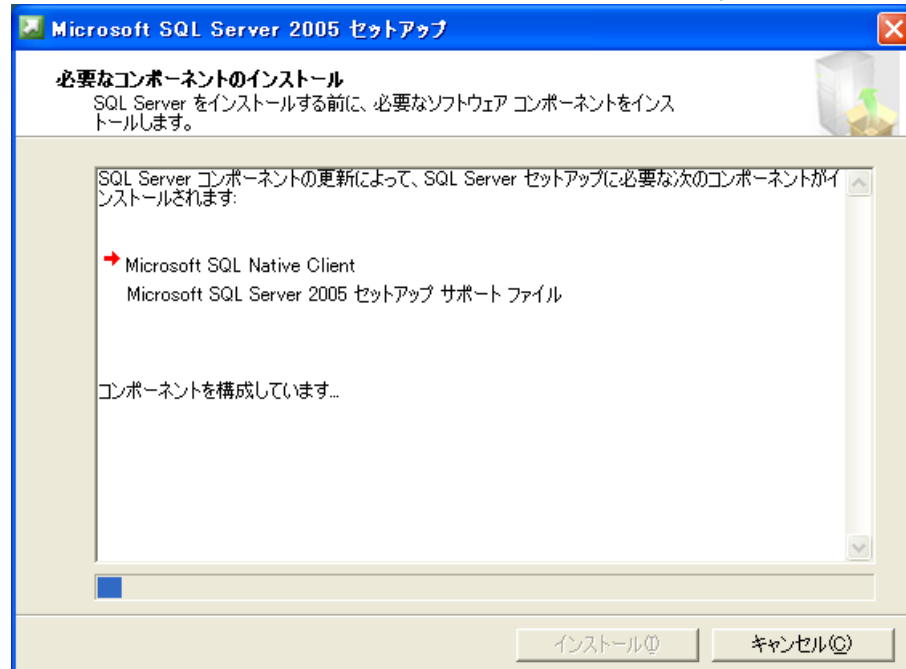 Microsoft SQL Server 2005 セットアップ
必要なコンポーネントのインストール
SQL Server をインストールする前に、必要なソフトウェア コンポーネントをインス
トールします。
SQL Server コンポーネントの更新によって、SQL Server セットアップに必要な次のコンポーネントがイ
ンストールされます:
Microsoft SQL Native Client
Microsoft SQL Server 2005 セットアップ サポート ファイル
コンポーネントを構成しています...
インストール(I) キャンセル(C)